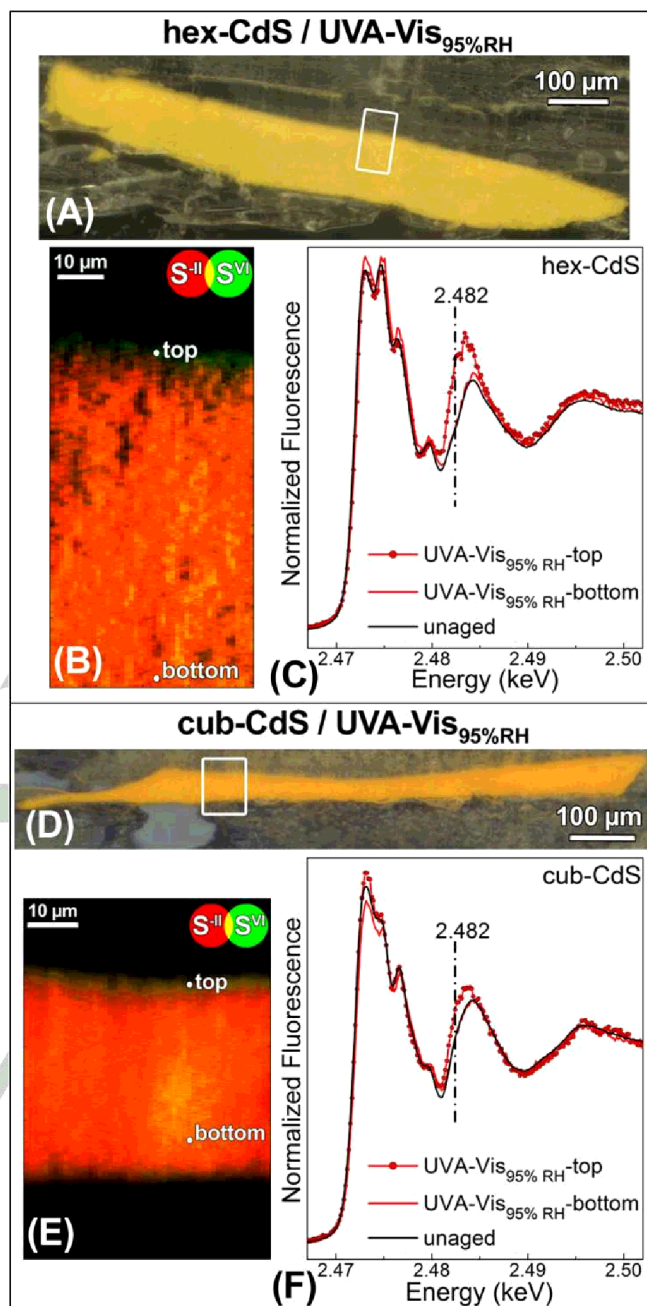 hex-CdS / UVA-Vis95%RH
100 µm
(A)
10 µm
S-II SVI
top
bottom
(B)
hex-CdS
2.482
Normalized Fluorescence
UVA-Vis95% RH-top
UVA-Vis95% RH-bottom
unaged
2.47 2.48 2.49 2.50
Energy (keV)
(C)
cub-CdS / UVA-Vis95%RH
(D)
100 µm
10 µm
S-II SVI
top
bottom
(E)
cub-CdS
2.482
Normalized Fluorescence
UVA-Vis95% RH-top
UVA-Vis95% RH-bottom
unaged
2.47 2.48 2.49 2.50
Energy (keV)
(F)